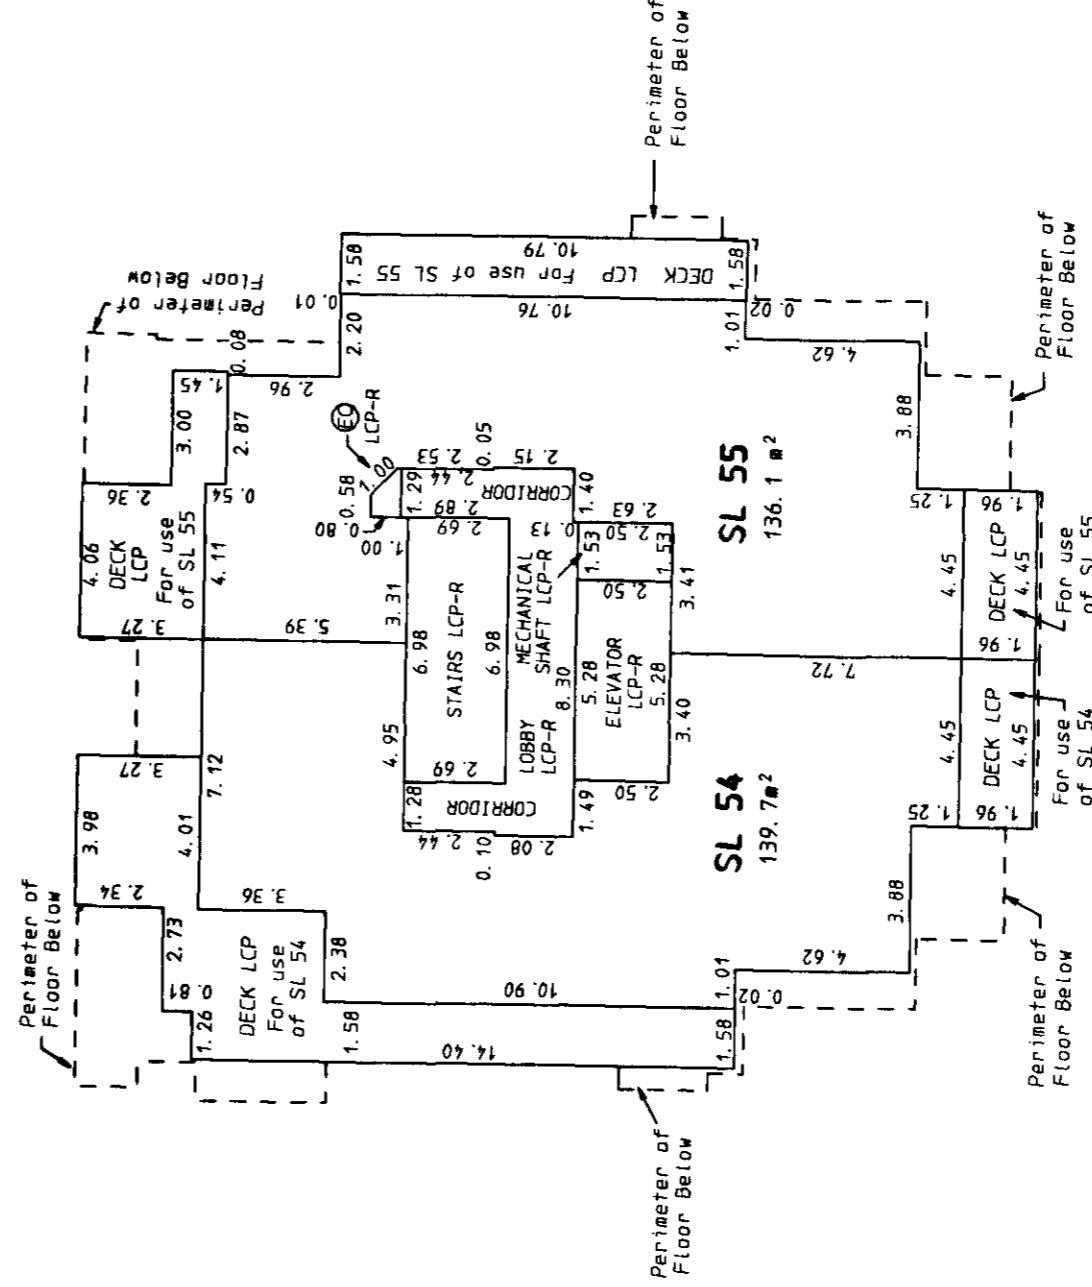 Perimeter of
Floor Below
Perimeter of
Floor Below
Perimeter of
Floor Below
4.06
2.36
DECK
LCP
For use
of SL 55
3.27
4.11
0.54
3.00
1.45
0.08
2.87
2.96
0.01
2.20
1.58
10.79
DECK LCP For use of SL 55
10.76
1.58
1.01
0.02
4.62
3.88
Perimeter of
Floor Below
3.98
3.27
2.34
2.73
0.81
1.26
4.01
7.12
3.36
DECK LCP
For use
of SL 54
2.38
1.58
10.90
14.40
5.39
EO
LCP-R
1.00
0.58
0.80
1.00
3.31
4.95
6.98
STAIRS LCP-R
6.98
2.69
2.69
2.89
1.29
2.44
2.53
0.05
2.15
CORRIDOR
1.40
0.13
1.28
2.44
CORRIDOR
0.10
2.08
1.49
LOBBY
LCP-R
8.30
MECHANICAL
SHAFT LCP-R
1.53
2.50
2.63
1.53
2.50
5.28
ELEVATOR
LCP-R
5.28
2.50
3.41
3.40
SL 55
136.1 m²
SL 54
139.7m²
7.72
1.58
1.01
0.02
4.62
3.88
1.25
4.45
DECK LCP
4.45
1.96
1.96
For use
of SL 54
1.25
4.45
DECK LCP
4.45
1.96
1.96
For use
of SL 55
Perimeter of
Floor Below
Perimeter of
Floor Below